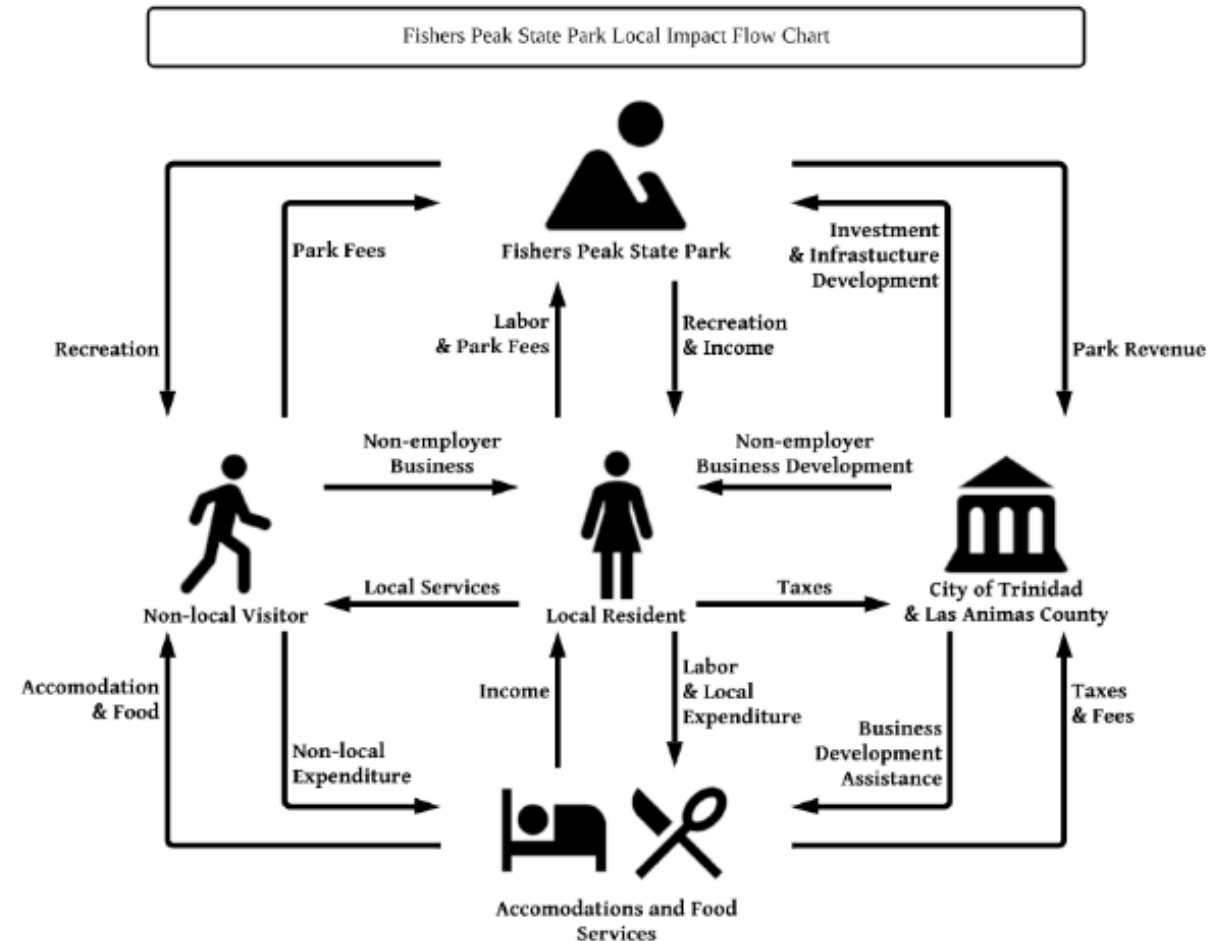 Fishers Peak State Park Local Impact Flow Chart
Fishers Peak State Park
Park Fees
Investment
& Infrastucture
Development
Recreation
Labor
& Park Fees
Recreation
& Income
Park Revenue
Non-employer
Business
Non-employer
Business Development
Non-local Visitor
Local Services
Local Resident
Taxes
City of Trinidad
& Las Animas County
Accomodation
& Food
Income
Labor
& Local
Expenditure
Taxes
& Fees
Non-local
Expenditure
Business
Development
Assistance
Accomodations and Food
Services